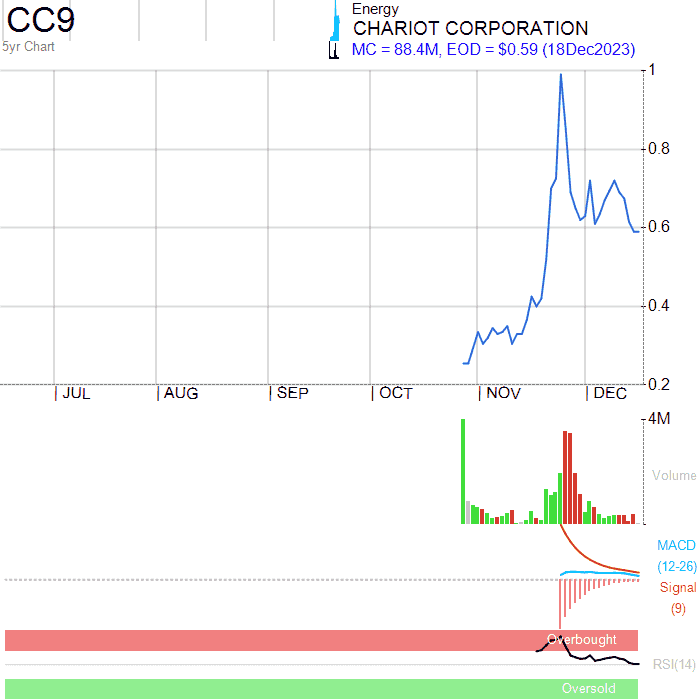 CC9
5yr Chart
Energy
CHARIOT CORPORATION
MC = 88.4M, EOD = $0.59 (18Dec2023)
1
0.8
0.6
0.4
0.2
JUL
AUG
SEP
OCT
NOV
DEC
4M
Volume
MACD
(12-26)
Signal
(9)
Overbought
RSI(14)
Oversold